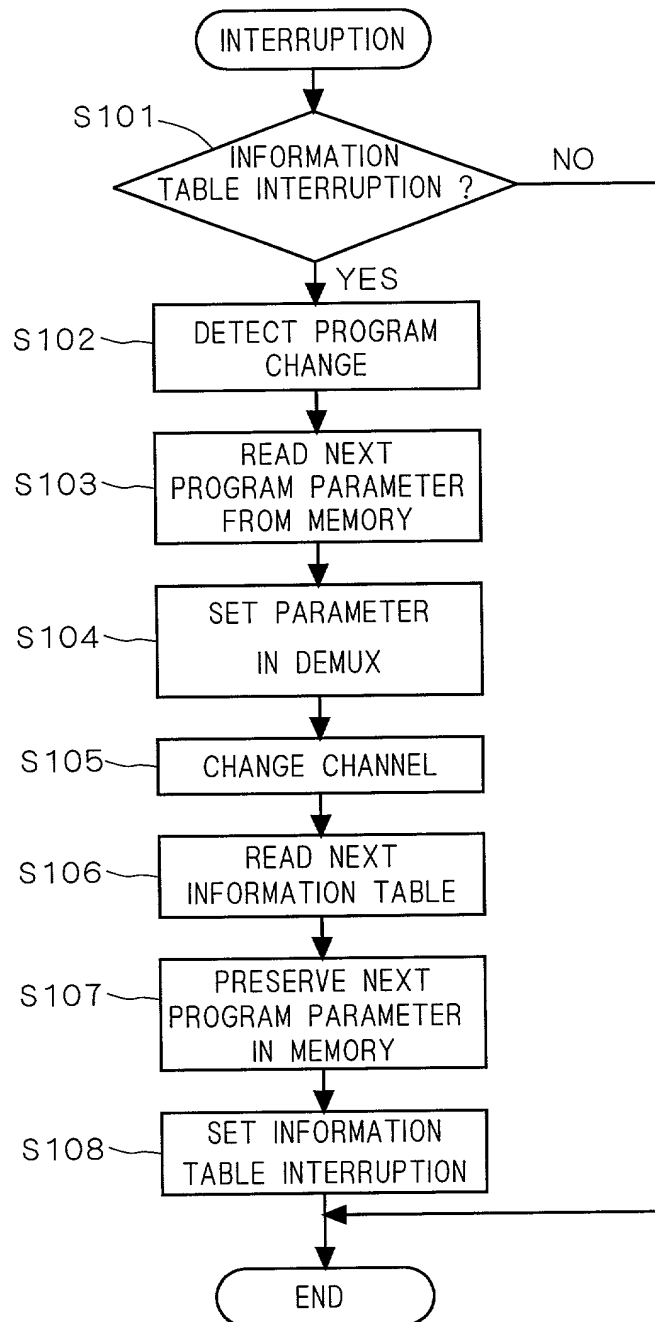 INTERRUPTION
S101
INFORMATION
TABLE INTERRUPTION ?
NO
YES
S102
DETECT PROGRAM
CHANGE
S103
READ NEXT
PROGRAM PARAMETER
FROM MEMORY
S104
SET PARAMETER
IN DEMUX
S105
CHANGE CHANNEL
S106
READ NEXT
INFORMATION TABLE
S107
PRESERVE NEXT
PROGRAM PARAMETER
IN MEMORY
S108
SET INFORMATION
TABLE INTERRUPTION
END